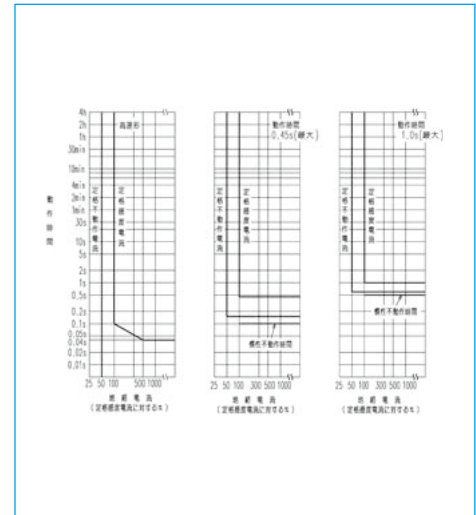 高速形
動作時間
0.45s(最大)
動作時間
1.0s(最大)
4h
2h
1h
30min
10min
4min
2min
1min
30s
10s
5s
2s
1s
0.5s
0.2s
0.1s
0.05s
0.04s
0.02s
0.01s
動作時間
定格不動作電流
定格感度電流
定格不動作電流
定格感度電流
定格不動作電流
定格感度電流
慣性不動作時間
慣性不動作時間
25 50 100 500 1000
25 50 100 300 500 1000
25 50 100 300 500 1000
地絡電流
(定格感度電流に対する%)
地絡電流
(定格感度電流に対する%)
地絡電流
(定格感度電流に対する%)